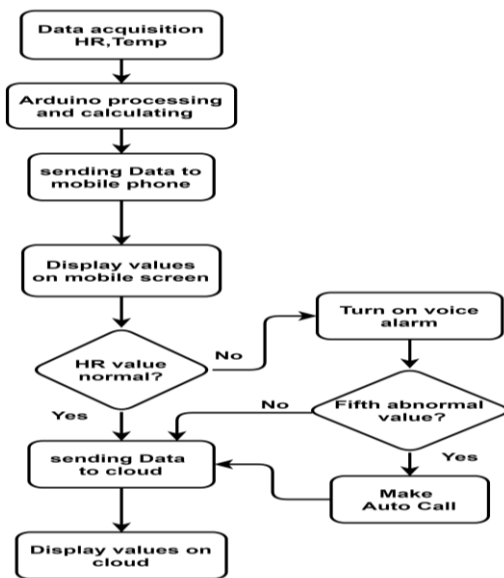 Data acquisition
HR,Temp
Arduino processing
and calculating
sending Data to
mobile phone
Display values
on mobile screen
HR value
normal?
No
Turn on voice
alarm
Fifth abnormal
value?
No
Yes
Yes
Make
Auto Call
sending Data
to cloud
Display values on
cloud